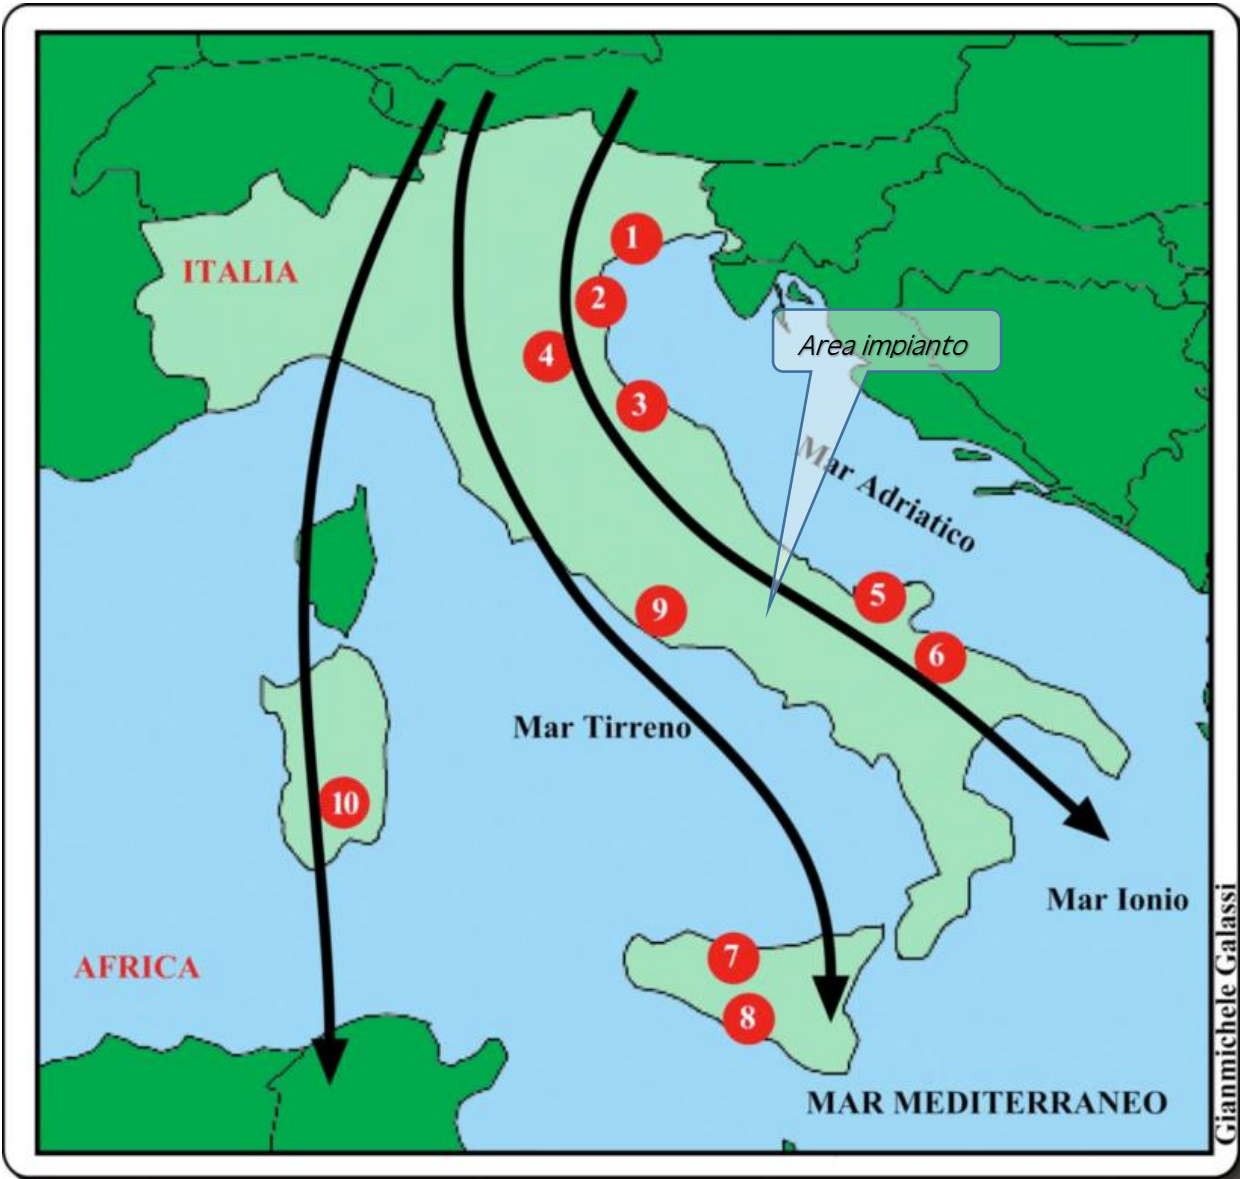 1
ITALIA
2
Area impianto
4
3
Mar Adriatico
5
9
6
Mar Tirreno
10
Mar Ionio
7
AFRICA
8
MAR MEDITERRANEO
Gianmichele Galassi